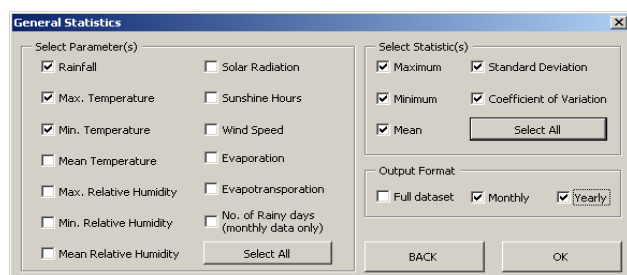 General Statistics
Select Parameter(s)
Rainfall
Max. Temperature
Min. Temperature
Mean Temperature
Max. Relative Humidity
Min. Relative Humidity
Mean Relative Humidity
Solar Radiation
Sunshine Hours
Wind Speed
Evaporation
Evapotransporation
No. of Rainy days
(monthly data only)
Select All
Select Statistic(s)
Maximum
Standard Deviation
Minimum
Coefficient of Variation
Mean
Select All
Output Format
Full dataset
Monthly
Yearly
BACK
OK